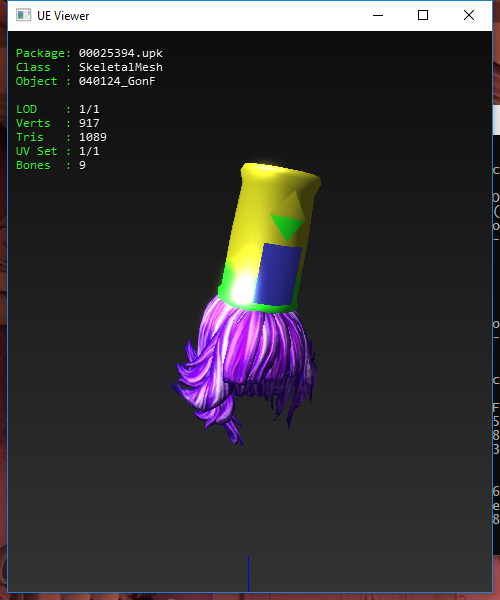 UE Viewer
Package: 00025394.upk
Class : SkeletalMesh
Object : 040124_GonF
LOD : 1/1
Verts : 917
Tris : 1089
UV Set : 1/1
Bones : 9